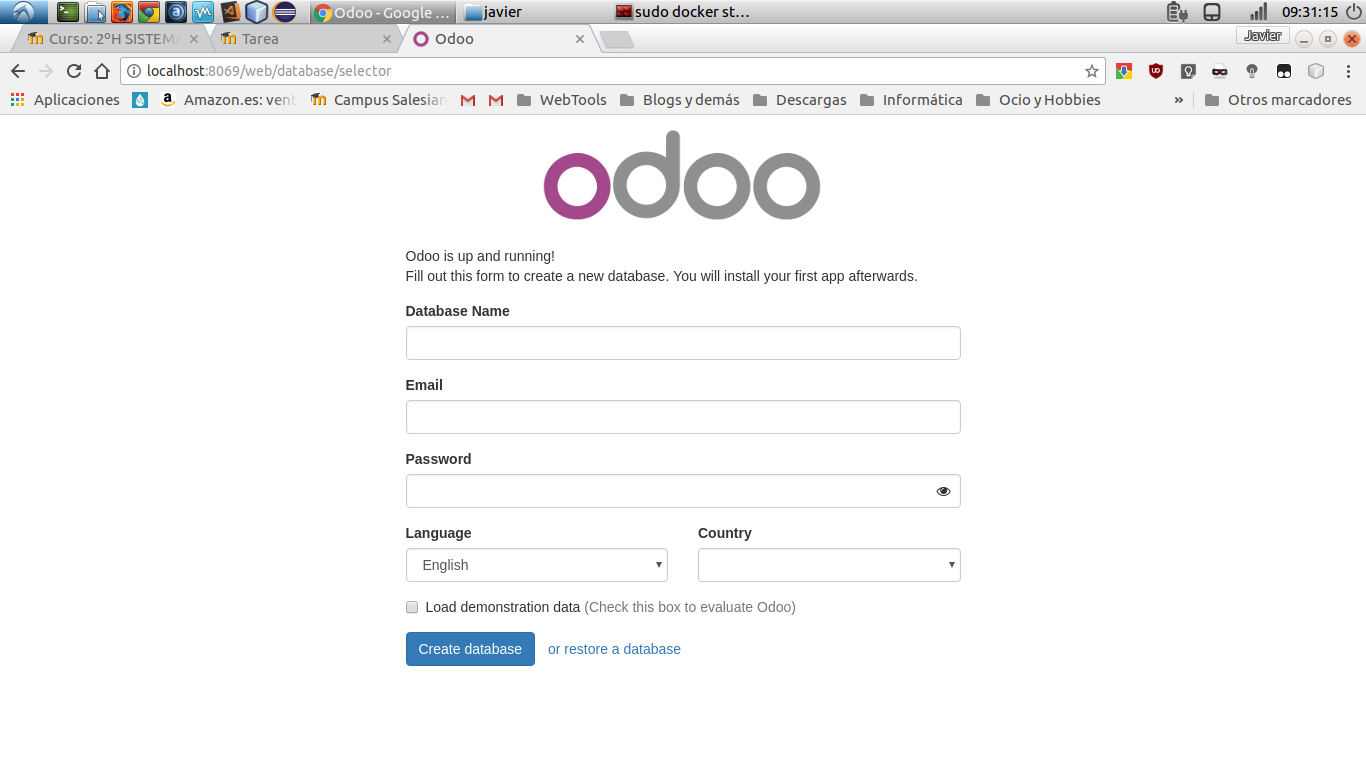 Odoo - Google ...
javier
sudo docker st...
09:31:15
Curso: 2ºH SISTEMA
Tarea
Odoo
Javier
localhost:8069/web/database/selector
Aplicaciones
Amazon.es: vent
Campus Salesian
WebTools
Blogs y demás
Descargas
Informática
Ocio y Hobbies
»
Otros marcadores
odoo
Odoo is up and running!
Fill out this form to create a new database. You will install your first app afterwards.
Database Name
Email
Password
Language
Country
English
Load demonstration data (Check this box to evaluate Odoo)
Create database
or restore a database